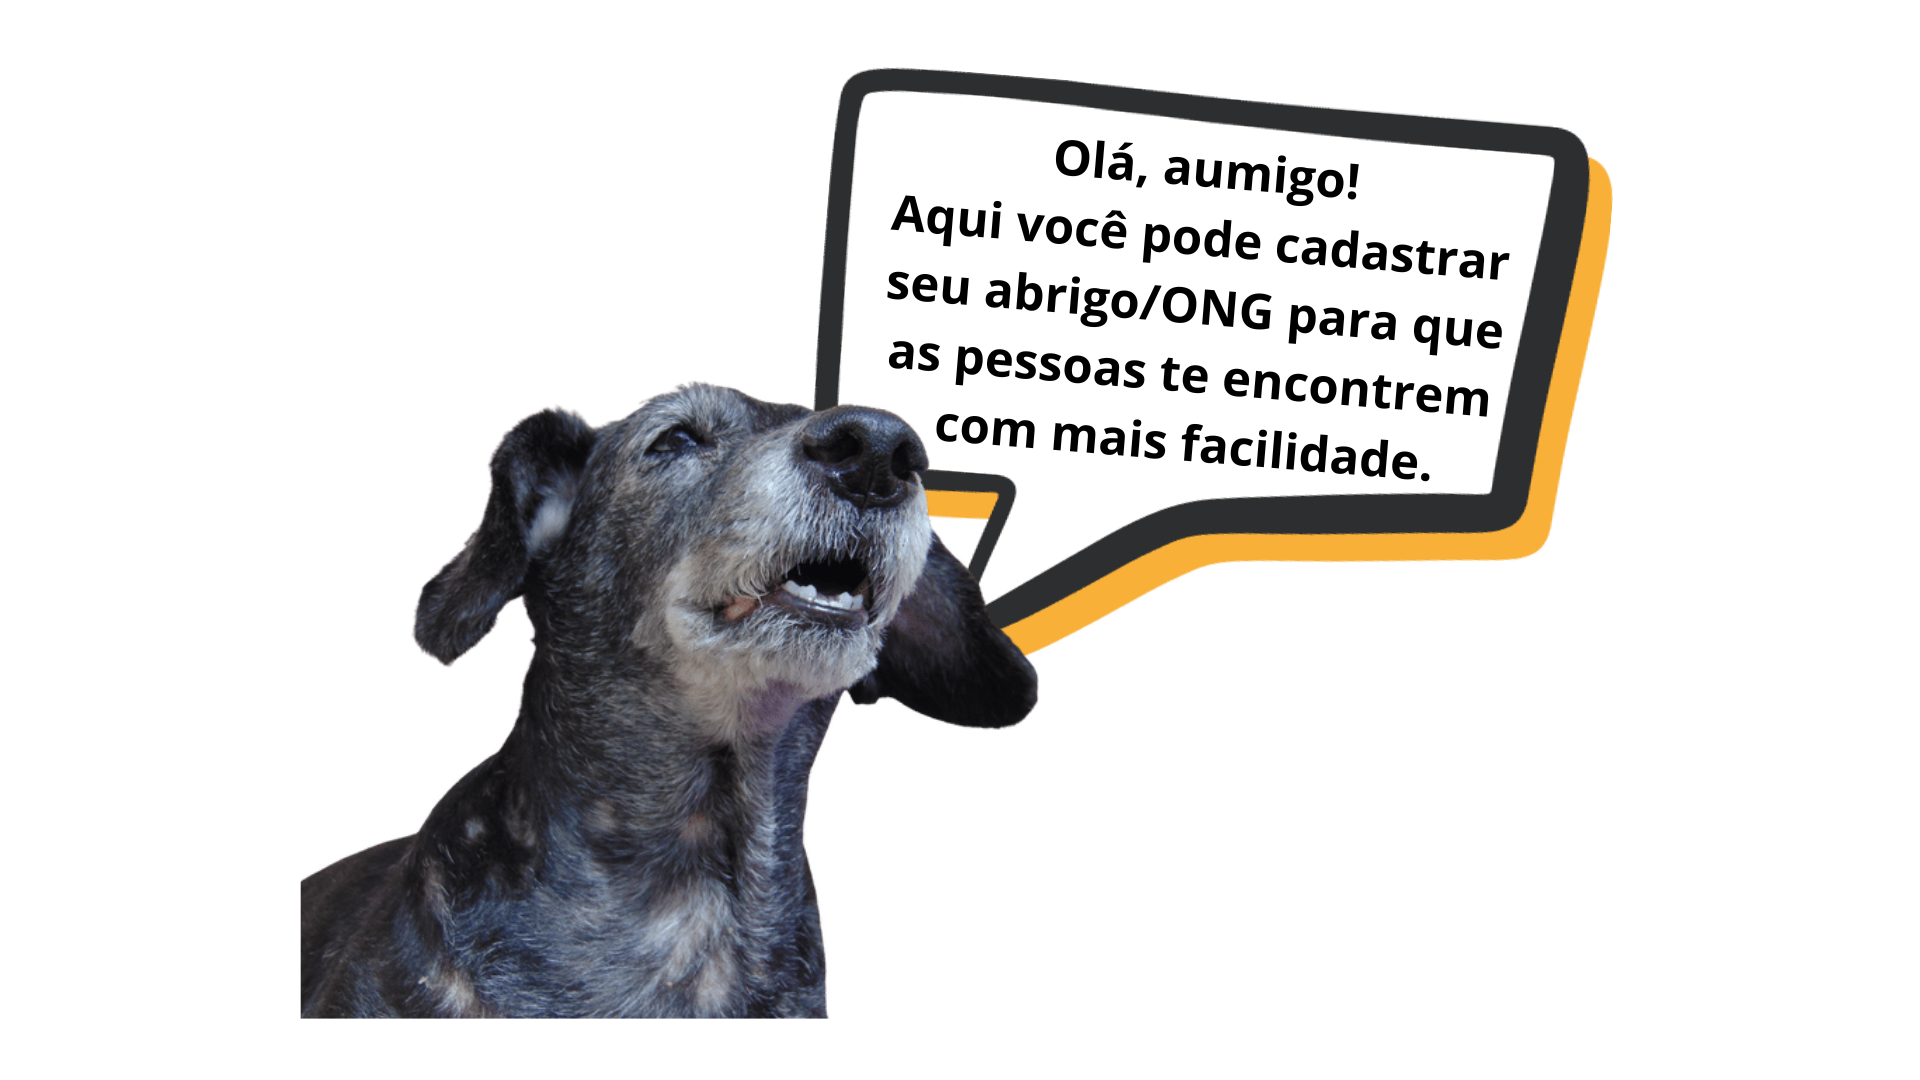 Olá, aumigo!
Aqui você pode cadastrar
seu abrigo/ONG para que
as pessoas te encontrem
com mais facilidade.